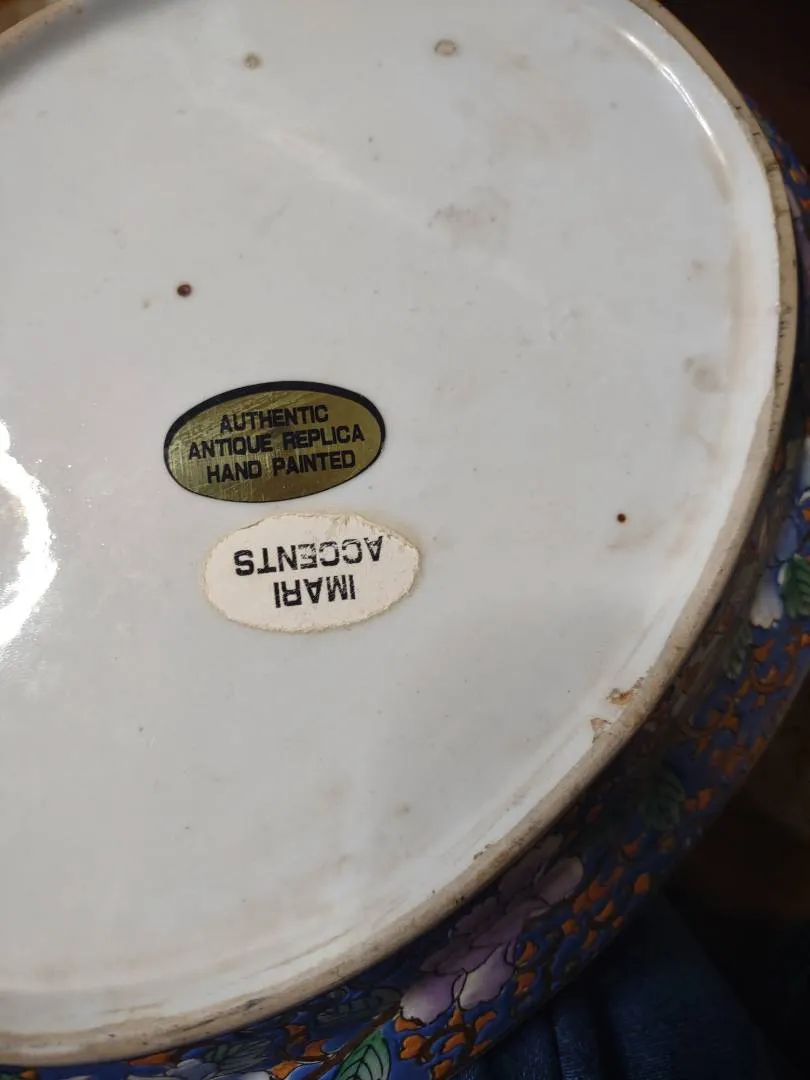 AUTHENTIC
ANTIQUE REPLICA
HAND PAINTED
IMARI
ACCENTS